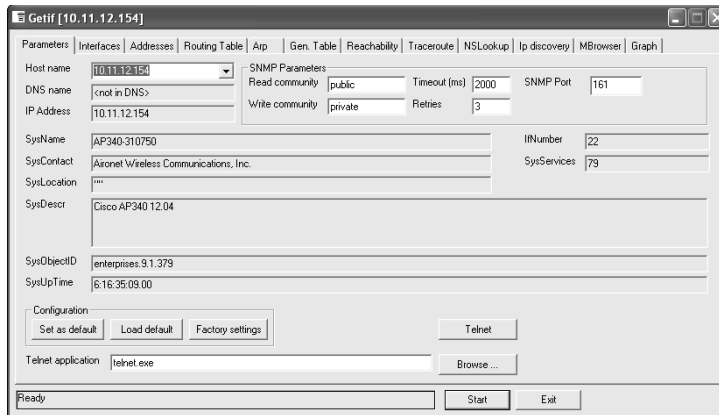 Getif [10.11.12.154]
Parameters Interfaces Addresses Routing Table Arp Gen. Table Reachability Traceroute NSLookup Ip discovery MBrowser Graph
Host name 10.11.12.154
DNS name <not in DNS>
IP Address 10.11.12.154
SNMP Parameters
Read community public Timeout (ms) 2000 SNMP Port 161
Write community private Retries 3
SysName AP340-310750 IfNumber 22
SysContact Aironet Wireless Communications, Inc. SysServices 79
SysLocation ""
SysDescr Cisco AP340 12.04
SysObjectID enterprises.9.1.379
SysUpTime 6:16:35:09.00
Configuration
Set as default Load default Factory settings Telnet
Telnet application telnet.exe Browse ...
Ready Start Exit